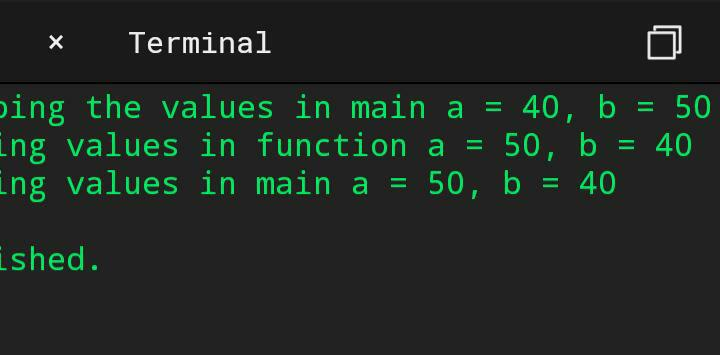 Terminal
ping the values in main a = 40, b = 50
ing values in function a = 50, b = 40
ing values in main a = 50, b = 40
ished.